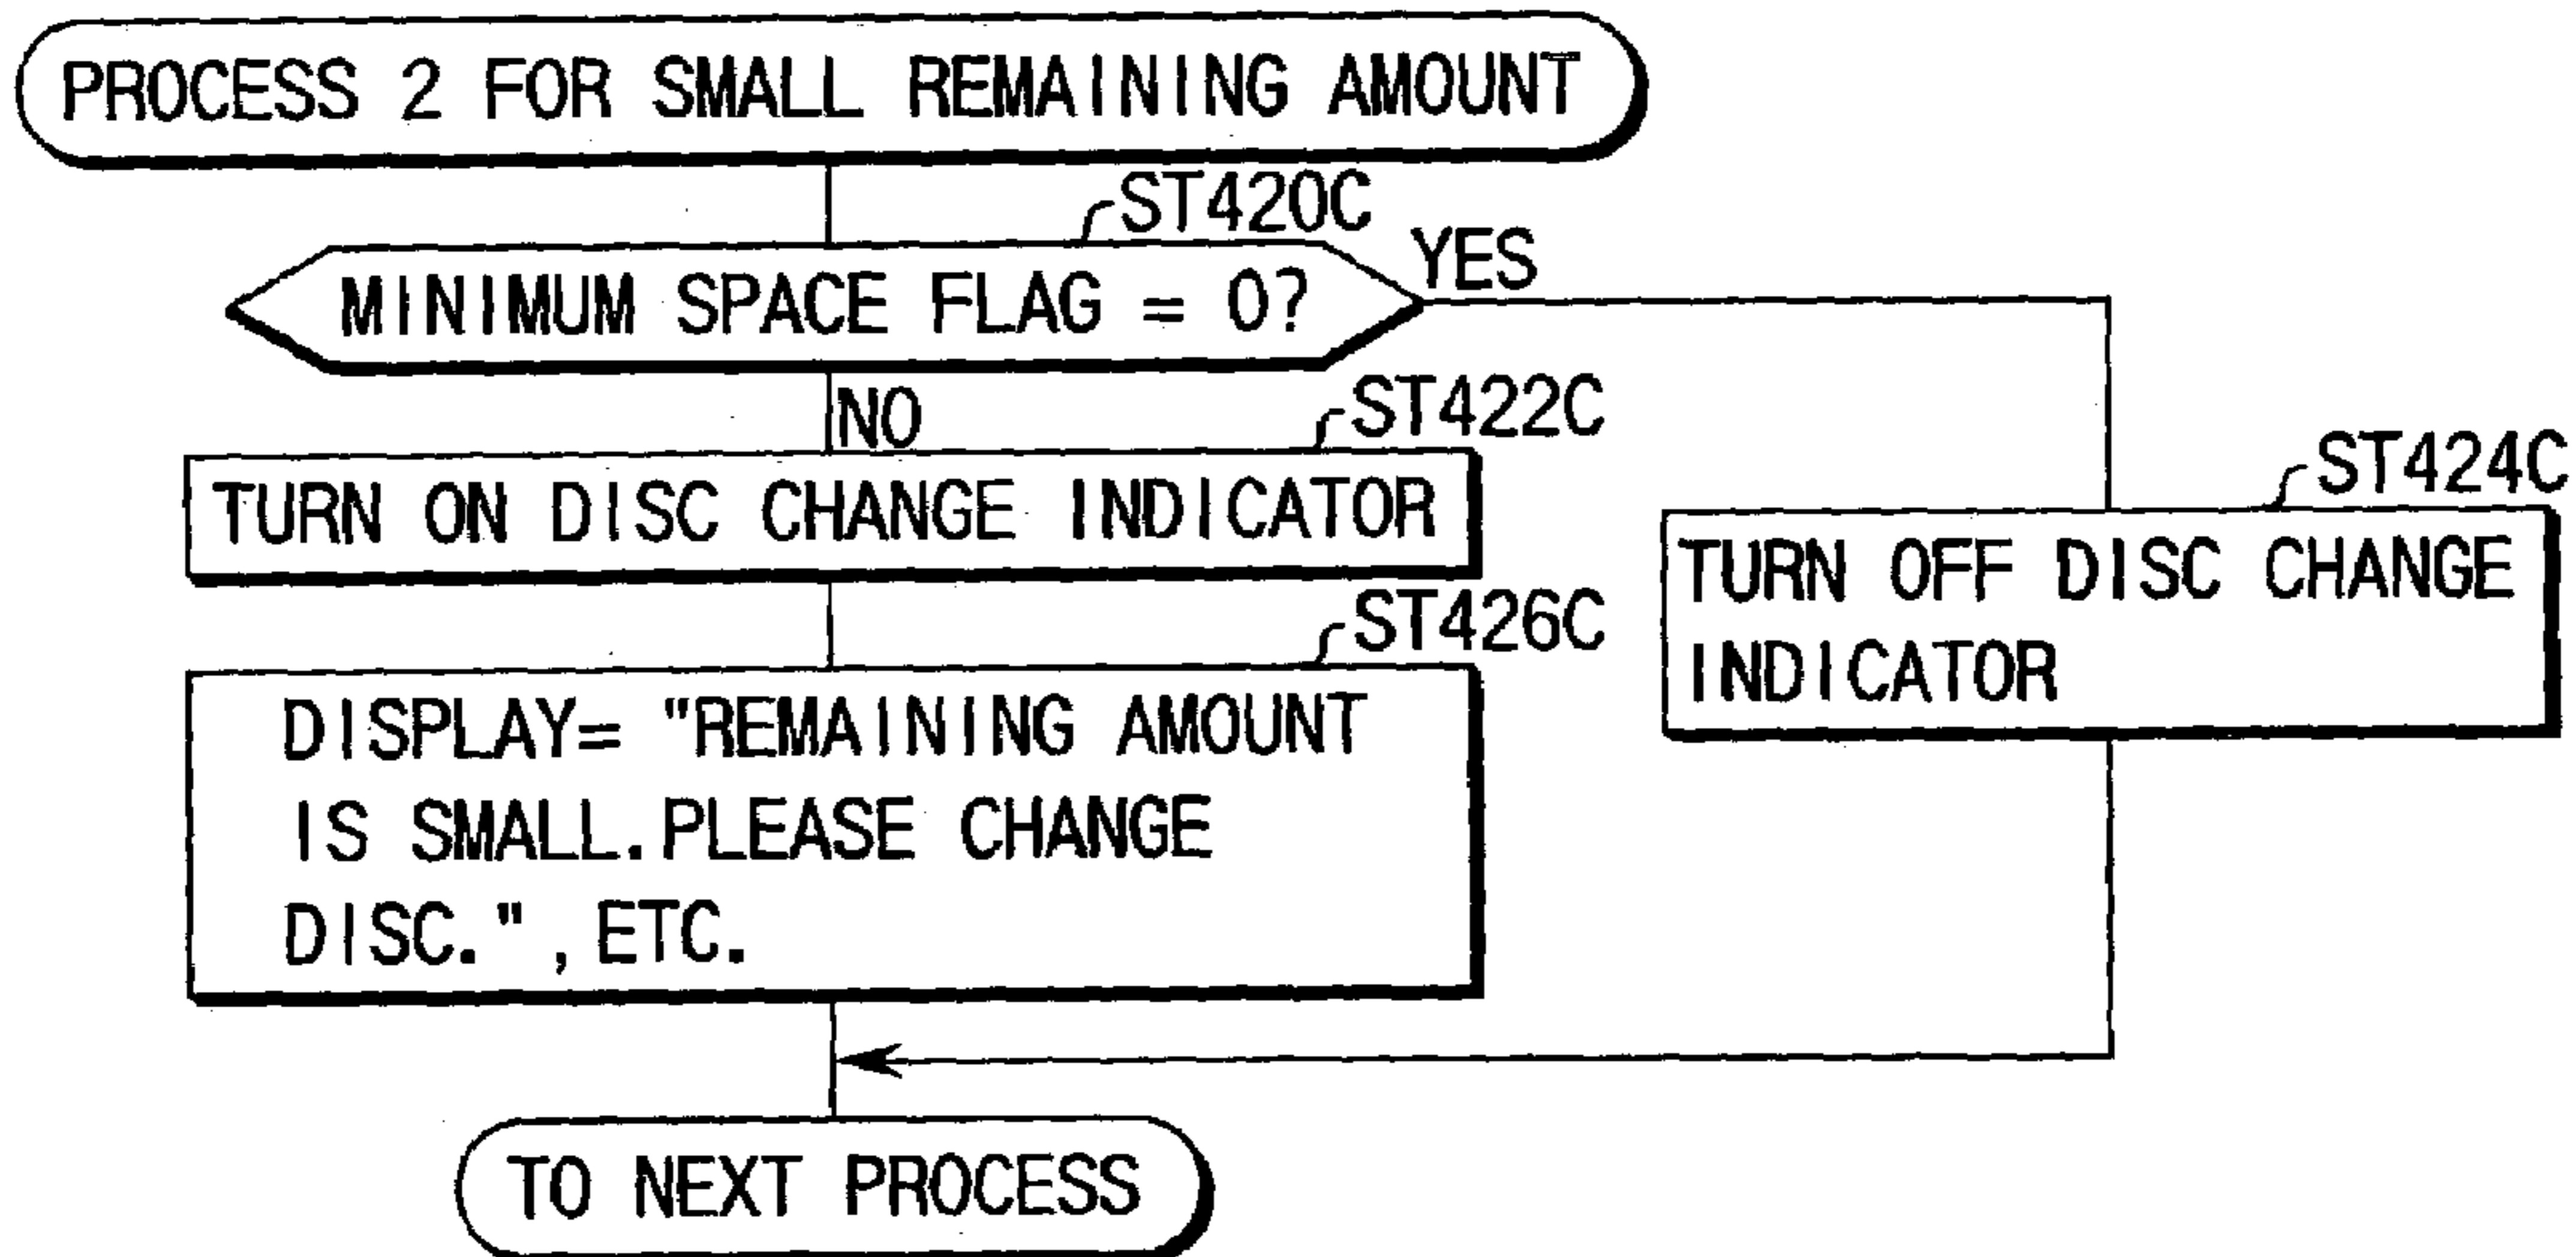 PROCESS 2 FOR SMALL REMAINING AMOUNT
ST420C
MINIMUM SPACE FLAG = 0?
YES
NO
ST422C
TURN ON DISC CHANGE INDICATOR
ST424C
TURN OFF DISC CHANGE
INDICATOR
ST426C
DISPLAY= "REMAINING AMOUNT
IS SMALL.PLEASE CHANGE
DISC.", ETC.
TO NEXT PROCESS